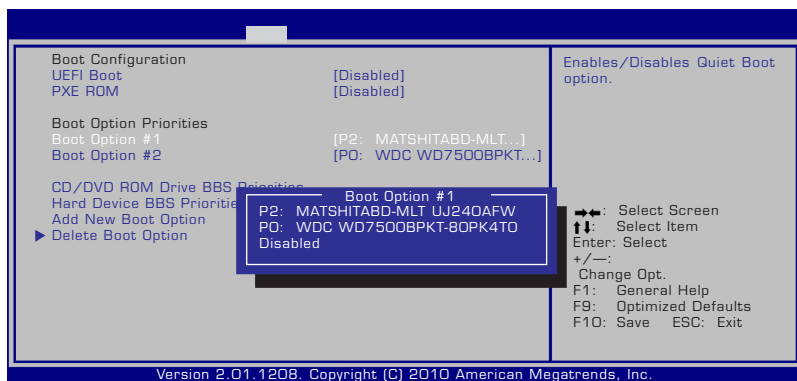 Boot Configuration
UEFI Boot [Disabled]
PXE ROM [Disabled]
Boot Option Priorities
Boot Option #1 [P2: MATSHITABD-MLT...]
Boot Option #2 [P0: WDC WD7500BPKT...]
CD/DVD ROM Drive BBS Priorities
Hard Device BBS Prioritie
Add New Boot Option
Delete Boot Option
Boot Option #1
P2: MATSHITABD-MLT UJ240AFW
P0: WDC WD7500BPKT-80PK4T0
Disabled
Enables/Disables Quiet Boot
option.
→←: Select Screen
↑↓: Select Item
Enter: Select
+/—:
Change Opt.
F1: General Help
F9: Optimized Defaults
F10: Save ESC: Exit
Version 2.01.1208. Copyright (C) 2010 American Megatrends, Inc.